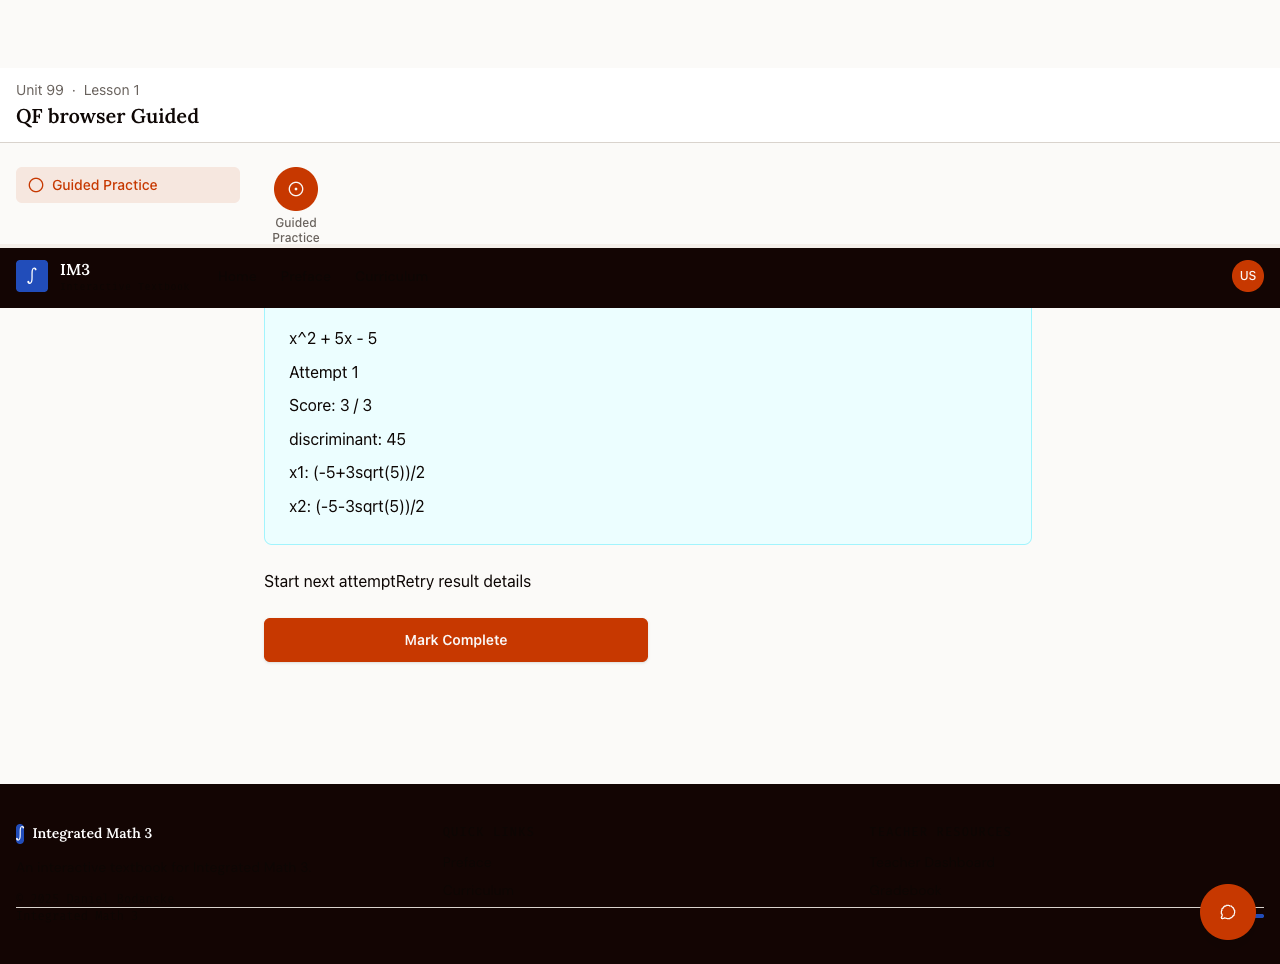 Unit 99 · Lesson 1
QF browser Guided
Guided Practice
Guided
Practice
∫ IM3
US
x^2 + 5x - 5
Attempt 1
Score: 3 / 3
discriminant: 45
x1: (-5+3sqrt(5))/2
x2: (-5-3sqrt(5))/2
Start next attemptRetry result details
Mark Complete
∫ Integrated Math 3